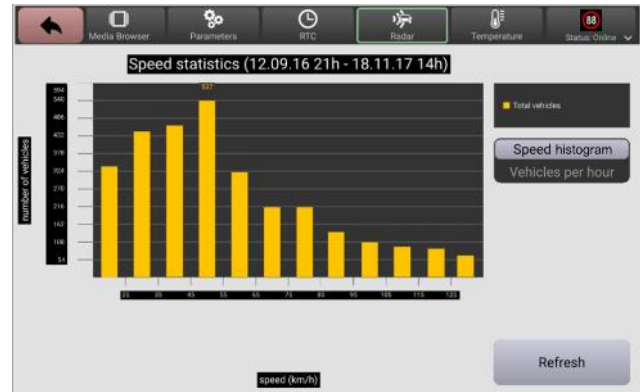 Media Browser
Parameters
RTC
Radar
Temperature
88
Status: Online
Speed statistics (12.09.16 21h - 18.11.17 14h)
number of vehicles
594
540
486
432
378
324
270
216
162
108
54
537
25 35 45 55 65 75 85 95 105 115 125
speed (km/h)
Total vehicles
Speed histogram
Vehicles per hour
Refresh